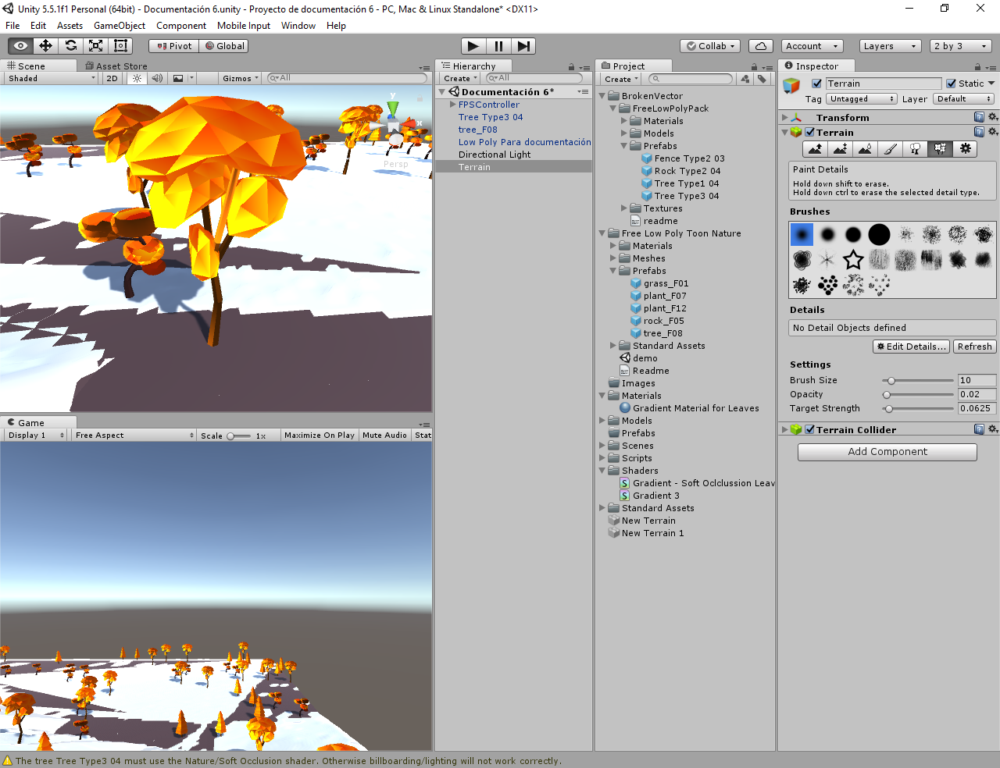 Unity 5.5.1f1 Personal (64bit) - Documentación 6.unity - Proyecto de documentación 6 - PC, Mac & Linux Standalone* <DX11>
File Edit Assets GameObject Component Mobile Input Window Help
Pivot Global Collab Account Layers 2 by 3
Scene Asset Store
Shaded 2D Gizmos All
y
x
Persp
Game
Display 1 Free Aspect Scale 1x Maximize On Play Mute Audio Stat
Hierarchy
Create All
Documentación 6*
FPSController
Tree Type3 04
tree_F08
Low Poly Para documentación
Directional Light
Terrain
Project
Create
BrokenVector
FreeLowPolyPack
Materials
Models
Prefabs
Fence Type2 03
Rock Type2 04
Tree Type1 04
Tree Type3 04
Textures
readme
Free Low Poly Toon Nature
Materials
Meshes
Prefabs
grass_F01
plant_F07
plant_F12
rock_F05
tree_F08
Standard Assets
demo
Readme
Images
Materials
Gradient Material for Leaves
Models
Prefabs
Scenes
Scripts
Shaders
Gradient - Soft Oclclussion Leav
Gradient 3
Standard Assets
New Terrain
New Terrain 1
Inspector
Terrain Static
Tag Untagged Layer Default
Transform
Terrain
Paint Details
Hold down shift to erase.
Hold down ctrl to erase the selected detail type.
Brushes
Details
No Detail Objects defined
Edit Details... Refresh
Settings
Brush Size 10
Opacity 0.02
Target Strength 0.0625
Terrain Collider
Add Component
The tree Tree Type3 04 must use the Nature/Soft Occlusion shader. Otherwise billboarding/lighting will not work correctly.